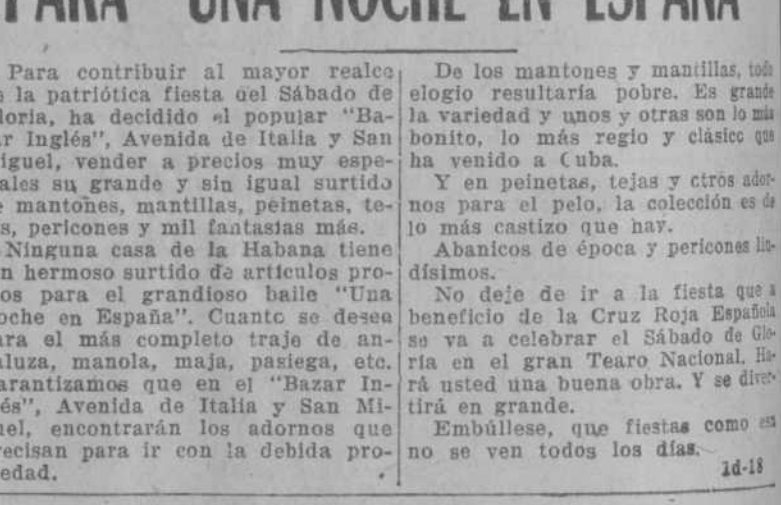 PARA "UNA NOCHE EN ESPAÑA"
Para contribuir al mayor realce
la patriótica fiesta del Sábado de
loria, ha decidido el popular "Ba-
ar Inglés", Avenida de Italia y San
iguel, vender a precios muy espe-
ales su grande y sin igual surtido
mantones, mantillas, peinetas, te-
s, pericones y mil fantasias más.
Ninguna casa de la Habana tiene
n hermoso surtido de artículos pro-
os para el grandioso baile "Una
oche en España". Cuanto se desea
ara el más completo traje de an-
aluza, manola, maja, pasiega, etc.
arantizamos que en el "Bazar In-
és", Avenida de Italia y San Mi-
uel, encontrarán los adornos que
recisan para ir con la debida pro-
edad.
De los mantones y mantillas, todo
elogio resultaría pobre. Es grande
la variedad y unos y otras son lo más
bonito, lo más regio y clásico que
ha venido a Cuba.
Y en peinetas, tejas y ctros ador-
nos para el pelo, la colección es de
lo más castizo que hay.
Abanicos de época y pericones lin-
dísimos.
No deje de ir a la fiesta que a
beneficio de la Cruz Roja Española
se va a celebrar el Sábado de Glo-
ria en el gran Tearo Nacional. Ha-
rá usted una buena obra. Y se diver-
tirá en grande.
Embúllese, que fiestas como esa
no se ven todos los días.
1d-18